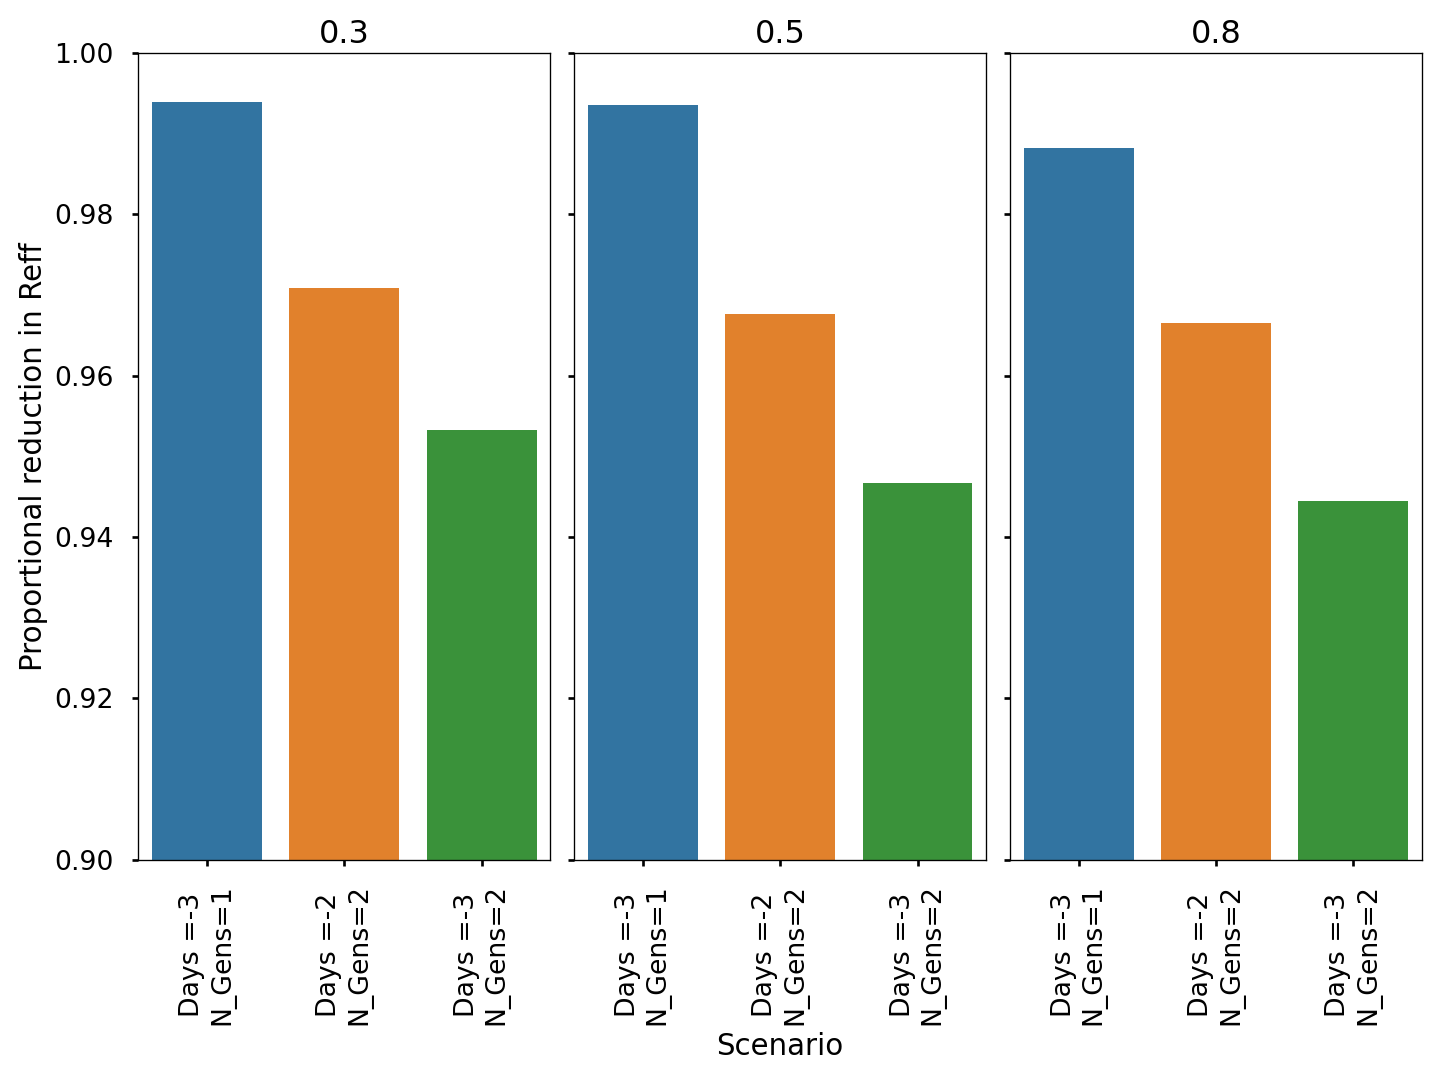 0.3
0.5
0.8
Proportional reduction in Reff
1.00
0.98
0.96
0.94
0.92
0.90
Days =-3
N_Gens=1
Days =-2
N_Gens=2
Days =-3
N_Gens=2
Days =-3
N_Gens=1
Days =-2
N_Gens=2
Days =-3
N_Gens=2
Days =-3
N_Gens=1
Days =-2
N_Gens=2
Days =-3
N_Gens=2
Scenario